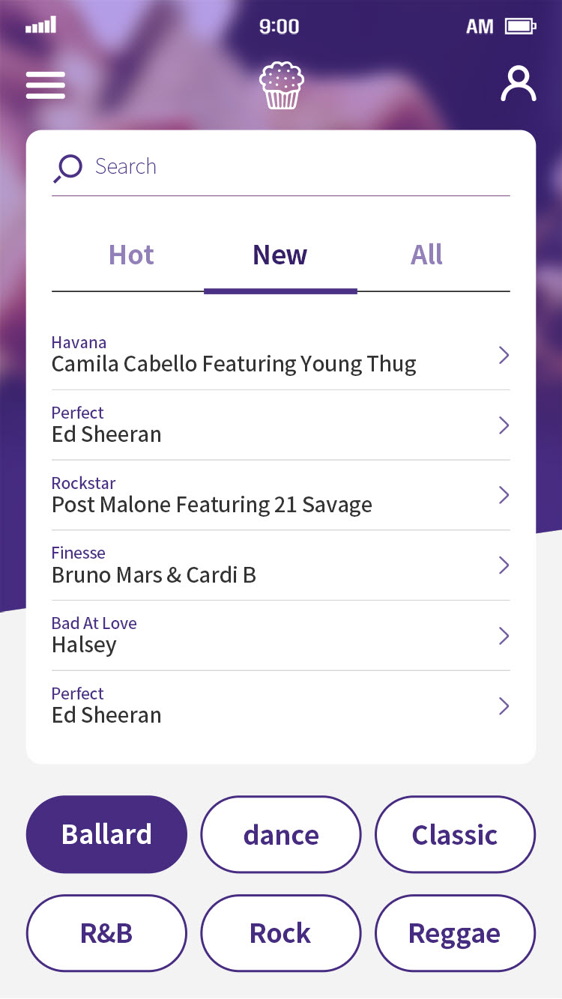 9:00 AM
Search
Hot New All
Havana
Camila Cabello Featuring Young Thug
Perfect
Ed Sheeran
Rockstar
Post Malone Featuring 21 Savage
Finesse
Bruno Mars & Cardi B
Bad At Love
Halsey
Perfect
Ed Sheeran
Ballard dance Classic
R&B Rock Reggae